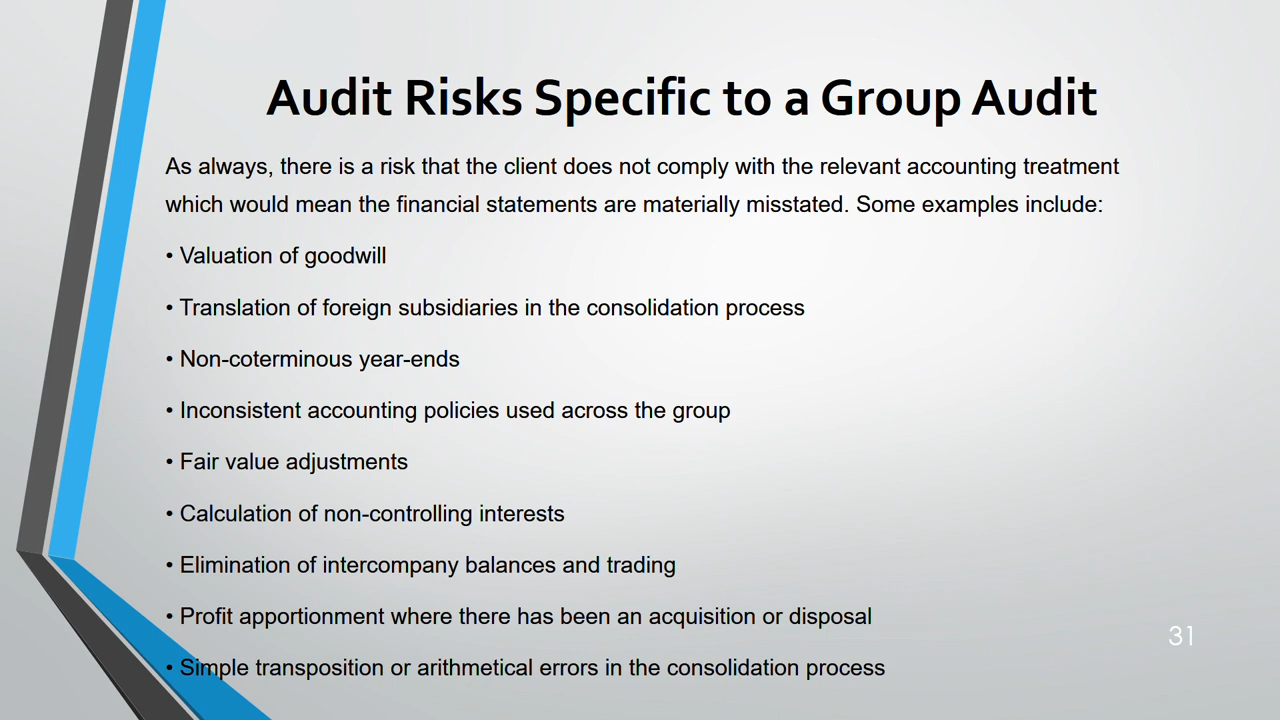 Audit Risks Specific to a Group Audit
As always, there is a risk that the client does not comply with the relevant accounting treatment
which would mean the financial statements are materially misstated. Some examples include:
• Valuation of goodwill
• Translation of foreign subsidiaries in the consolidation process
• Non-coterminous year-ends
• Inconsistent accounting policies used across the group
• Fair value adjustments
• Calculation of non-controlling interests
• Elimination of intercompany balances and trading
• Profit apportionment where there has been an acquisition or disposal
31
• Simple transposition or arithmetical errors in the consolidation process